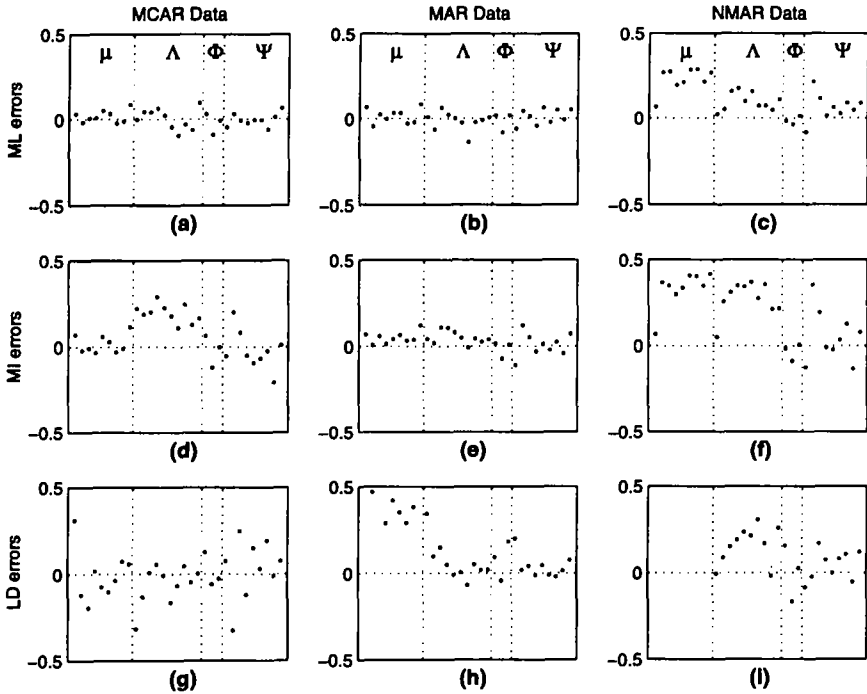 MCAR Data MAR Data NMAR Data
0.5 0.5 0.5
μ Λ Φ Ψ μ Λ Φ Ψ μ Λ Φ Ψ
ML errors
0 0 0
−0.5 −0.5 −0.5
(a) (b) (c)
0.5 0.5 0.5
MI errors
0 0 0
−0.5 −0.5 −0.5
(d) (e) (f)
0.5 0.5 0.5
LD errors
0 0 0
−0.5 −0.5 −0.5
(g) (h) (i)